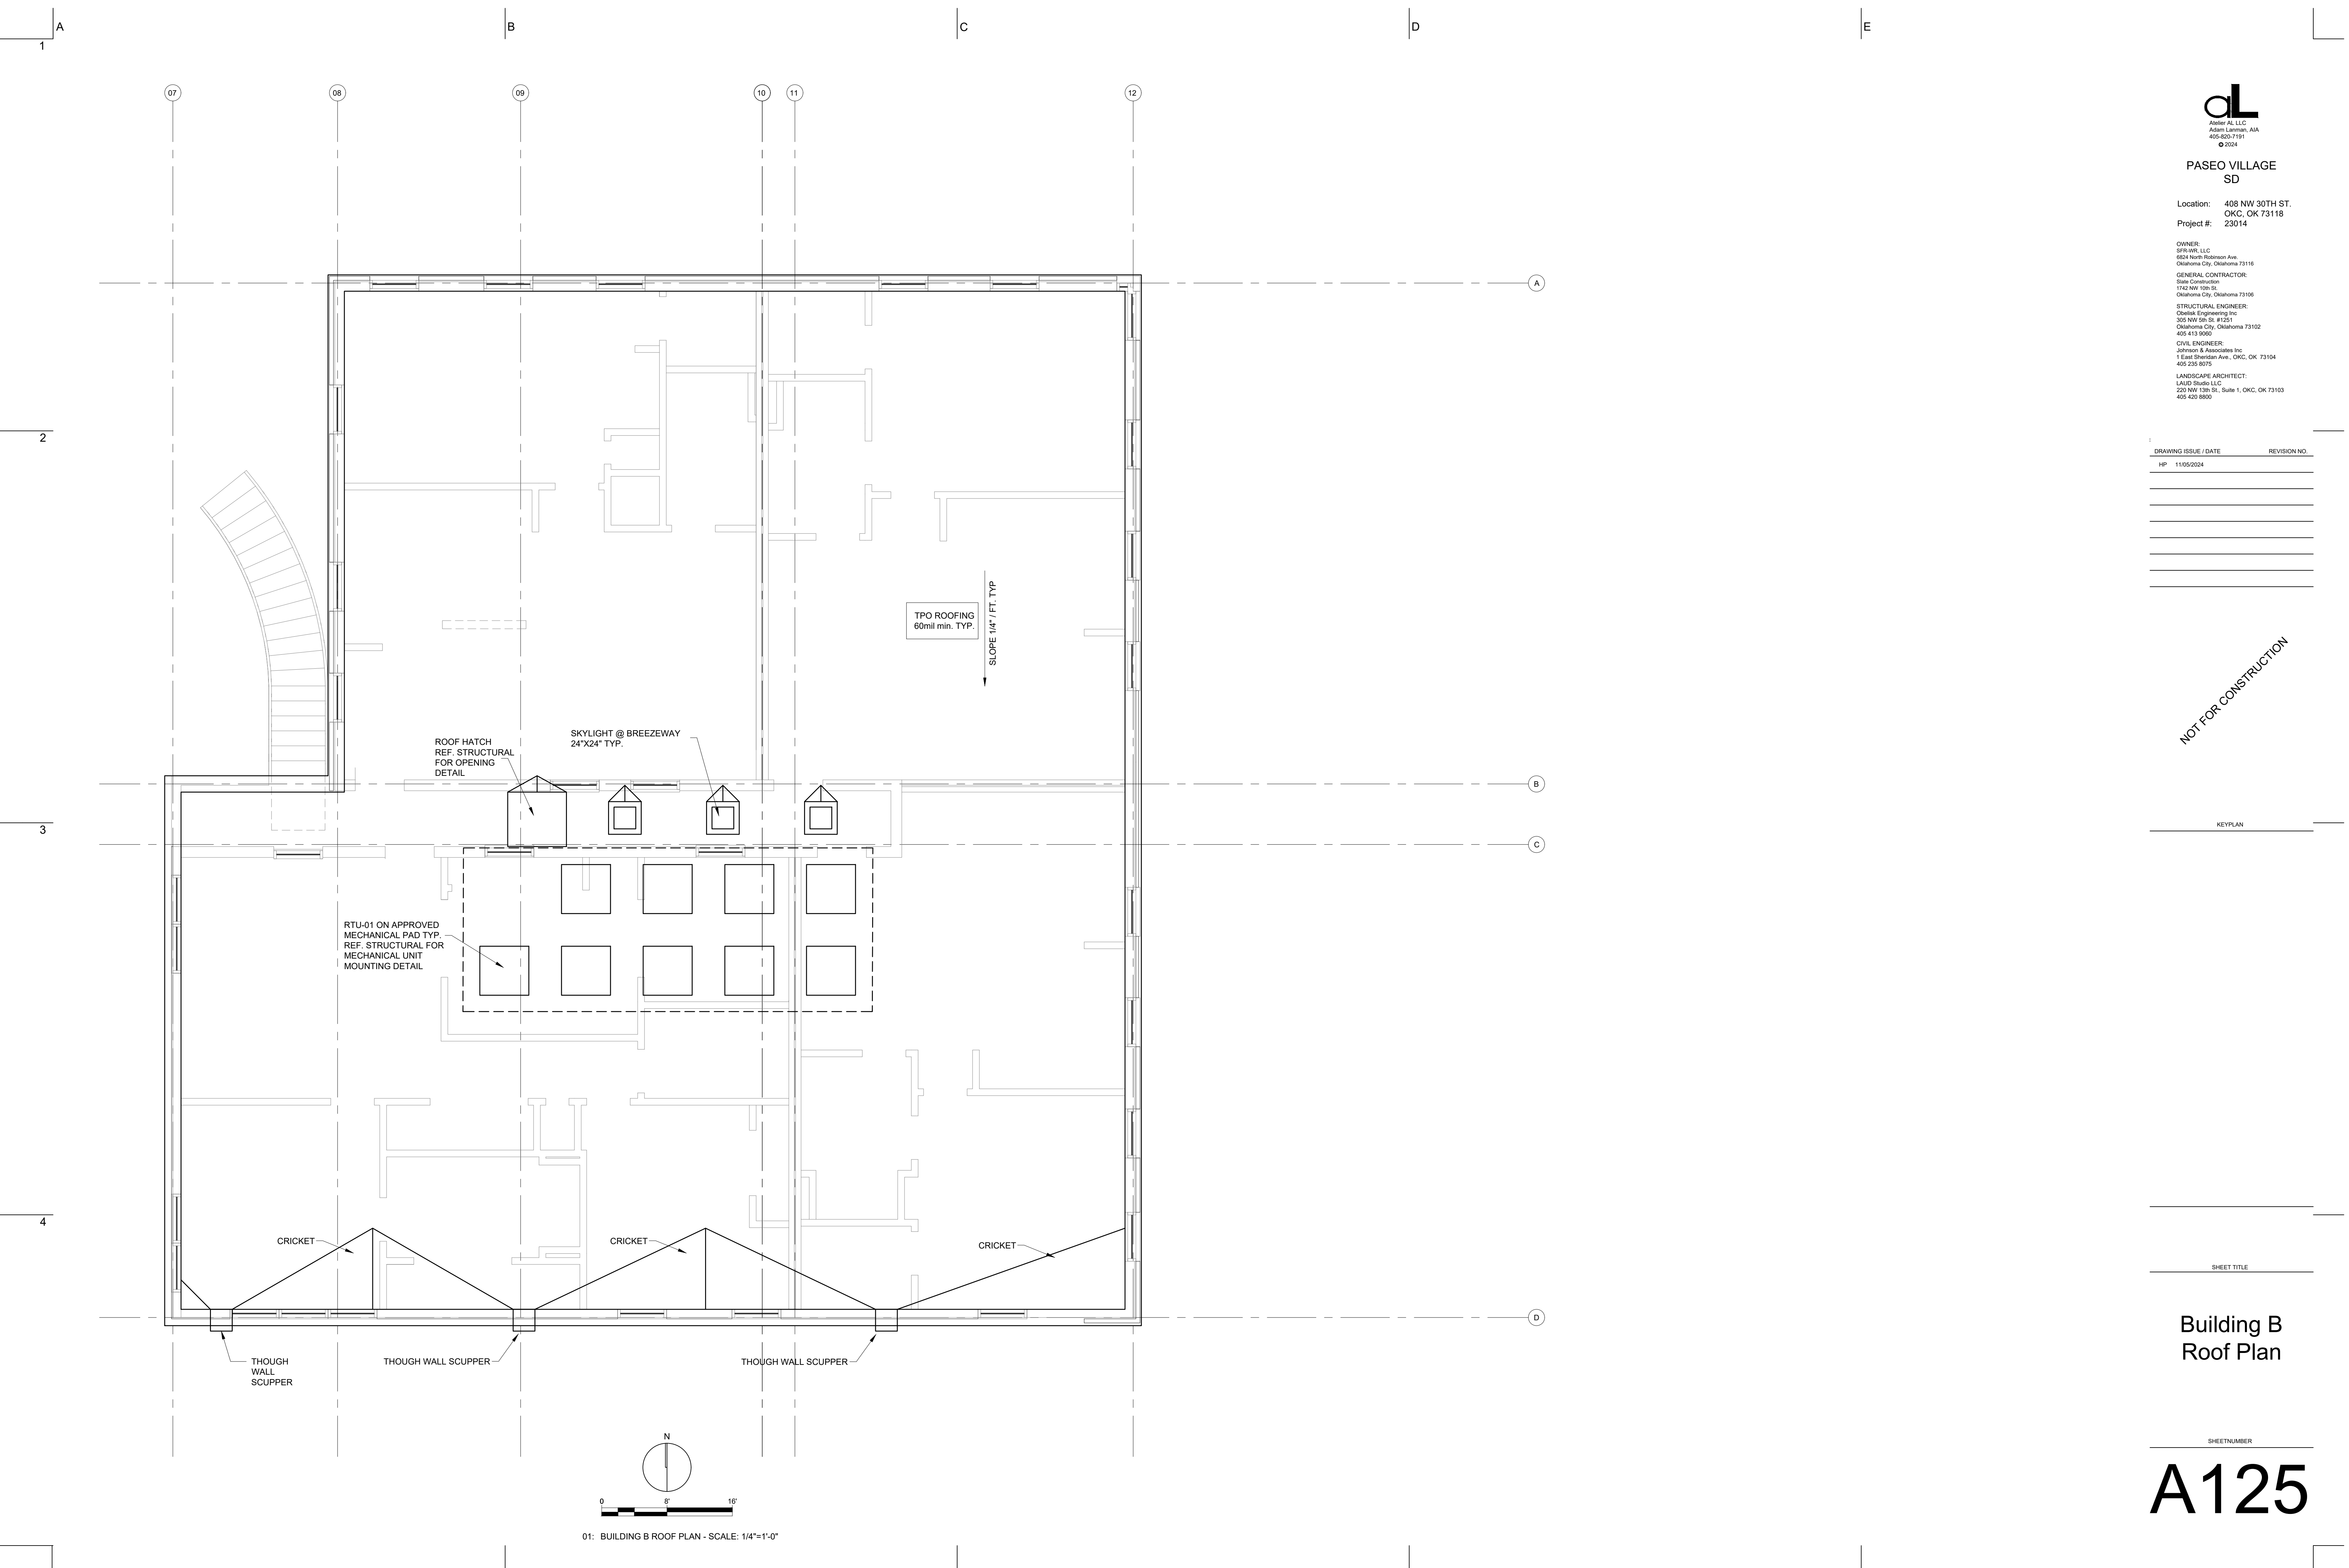 A
B
C
D
E
1
2
3
4
07
08
09
10
11
12
A
B
C
D
TPO ROOFING
60mil min. TYP.
SLOPE 1/4" / FT. TYP
ROOF HATCH
REF. STRUCTURAL
FOR OPENING
DETAIL
SKYLIGHT @ BREEZEWAY
24"X24" TYP.
RTU-01 ON APPROVED
MECHANICAL PAD TYP.
REF. STRUCTURAL FOR
MECHANICAL UNIT
MOUNTING DETAIL
CRICKET
CRICKET
CRICKET
THOUGH
WALL
SCUPPER
THOUGH WALL SCUPPER
THOUGH WALL SCUPPER
N
0 8' 16'
01: BUILDING B ROOF PLAN - SCALE: 1/4"=1'-0"
aL
Atelier AL LLC
Adam Lanman, AIA
405-820-7191
© 2024
PASEO VILLAGE
SD
Location: 408 NW 30TH ST.
OKC, OK 73118
Project #: 23014
OWNER:
SFR-WR, LLC
6824 North Robinson Ave.
Oklahoma City, Oklahoma 73116
GENERAL CONTRACTOR:
Slate Construction
1742 NW 10th St.
Oklahoma City, Oklahoma 73106
STRUCTURAL ENGINEER:
Obelisk Engineering Inc
305 NW 5th St. #1251
Oklahoma City, Oklahoma 73102
405 413 9060
CIVIL ENGINEER:
Johnson & Associates Inc
1 East Sheridan Ave., OKC, OK 73104
405 235 8075
LANDSCAPE ARCHITECT:
LAUD Studio LLC
220 NW 13th St., Suite 1, OKC, OK 73103
405 420 8800
DRAWING ISSUE / DATE REVISION NO.
HP 11/05/2024
NOT FOR CONSTRUCTION
KEYPLAN
SHEET TITLE
Building B
Roof Plan
SHEETNUMBER
A125